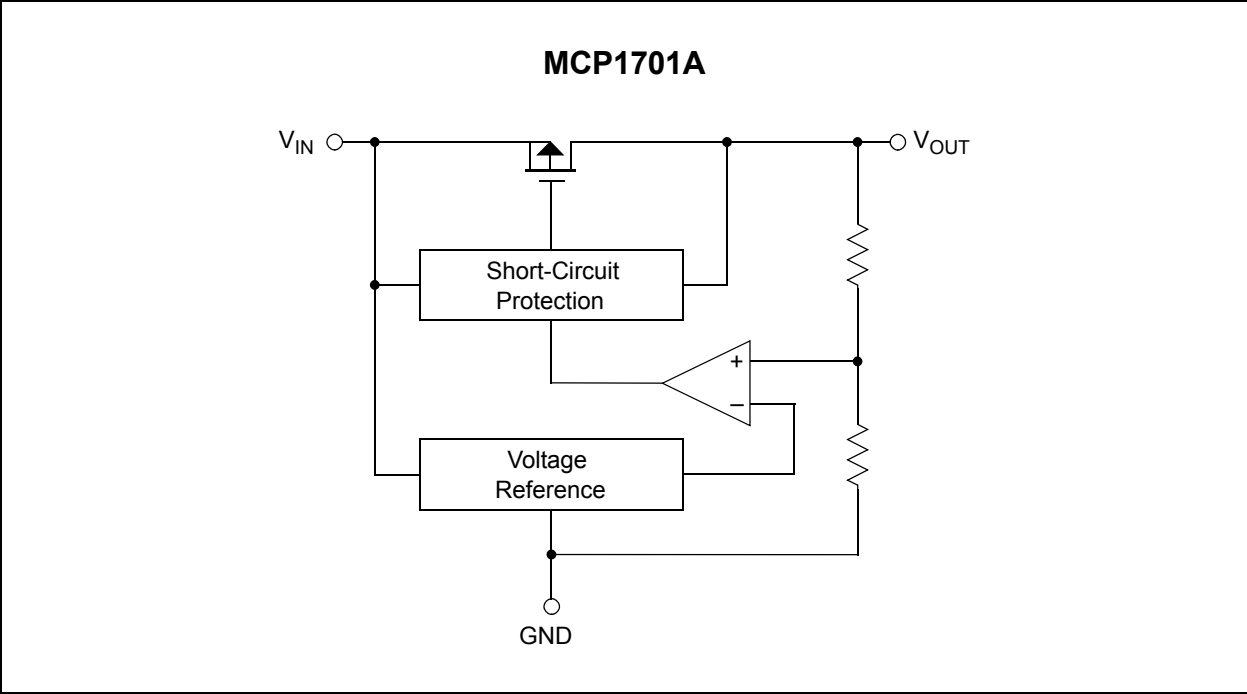 MCP1701A
VIN
VOUT
Short-Circuit
Protection
+
–
Voltage
Reference
GND